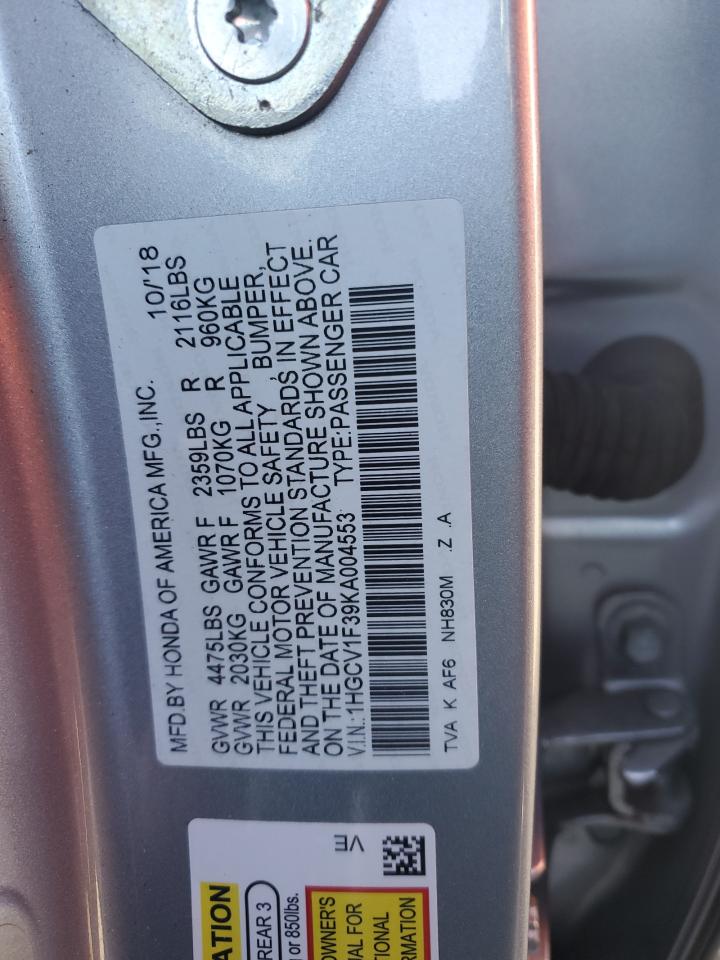 MFD.BY HONDA OF AMERICA MFG.,INC. 10/'18
GVWR 4475LBS GAWR F 2359LBS R 2116LBS
GVWR 2030KG GAWR F 1070KG R 960KG
THIS VEHICLE CONFORMS TO ALL APPLICABLE
FEDERAL MOTOR VEHICLE SAFETY, BUMPER,
AND THEFT PREVENTION STANDARDS, IN EFFECT
ON THE DATE OF MANUFACTURE SHOWN ABOVE.
V.I.N.:1HGCV1F39KA004553 TYPE:PASSENGER CAR
TVA K AF6 NH830M .Z .A
REAR 3
or 850lbs.
OWNER'S
FOR
VE